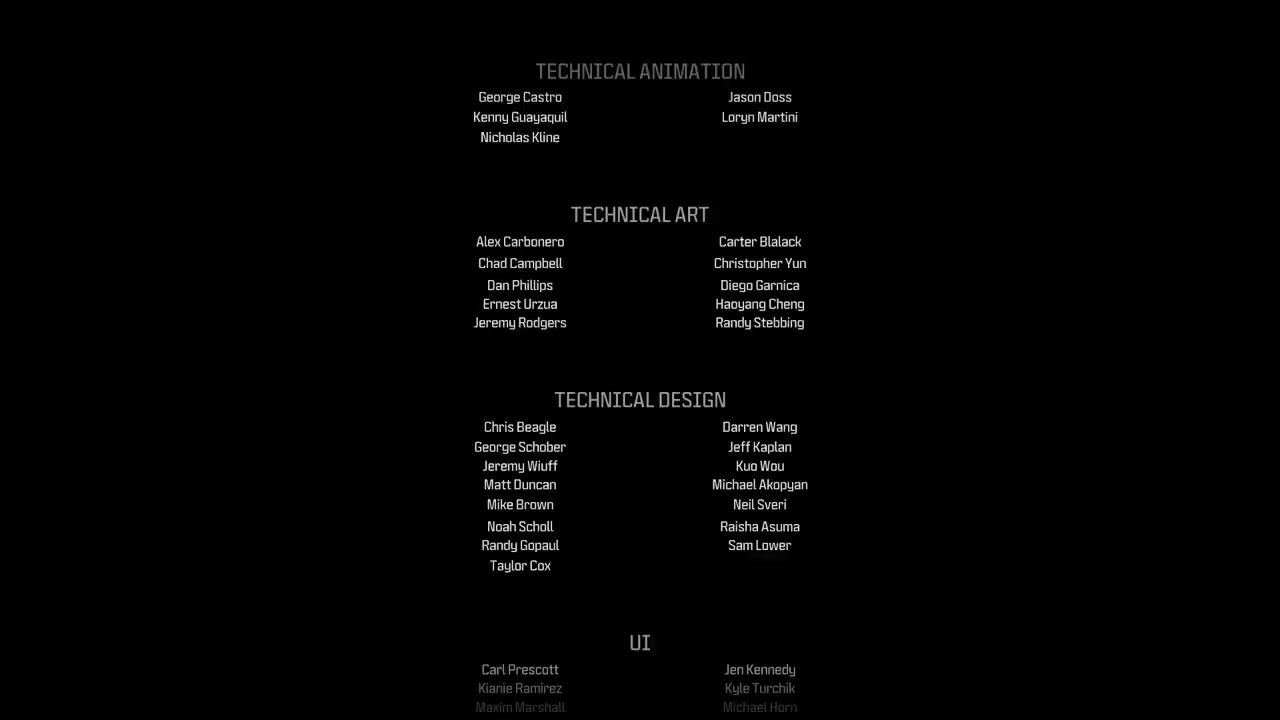 TECHNICAL ANIMATION
George Castro Jason Doss
Kenny Guayaquil Loryn Martini
Nicholas Kline
TECHNICAL ART
Alex Carbonero Carter Blalack
Chad Campbell Christopher Yun
Dan Phillips Diego Garnica
Ernest Urzua Haoyang Cheng
Jeremy Rodgers Randy Stebbing
TECHNICAL DESIGN
Chris Beagle Darren Wang
George Schober Jeff Kaplan
Jeremy Wiuff Kuo Wou
Matt Duncan Michael Akopyan
Mike Brown Neil Sveri
Noah Scholl Raisha Asuma
Randy Gopaul Sam Lower
Taylor Cox
UI
Carl Prescott Jen Kennedy
Kianie Ramirez Kyle Turchik
Maxim Marshall Michael Horn